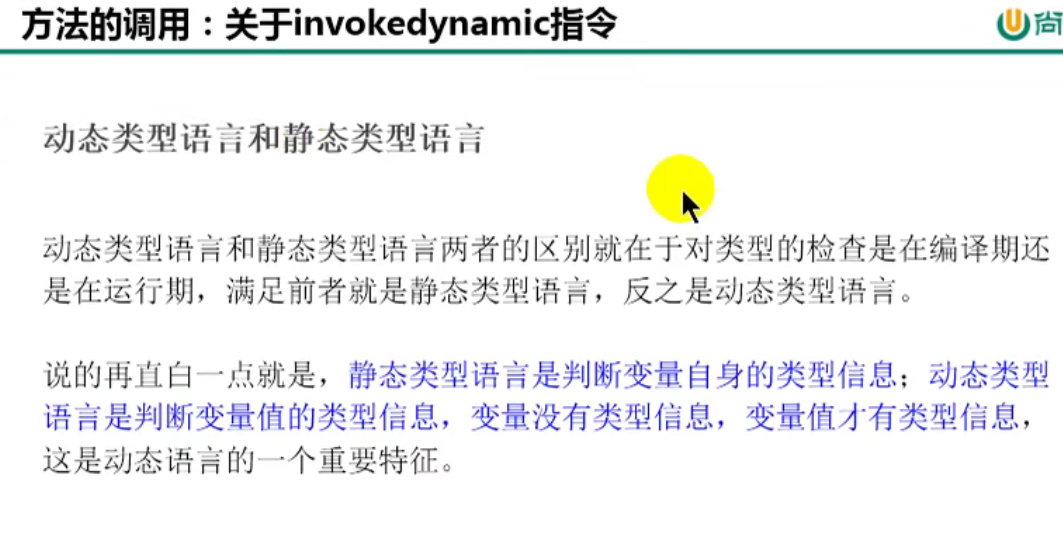 方法的调用：关于invokedynamic指令
尚
动态类型语言和静态类型语言
动态类型语言和静态类型语言两者的区别就在于对类型的检查是在编译期还
是在运行期，满足前者就是静态类型语言，反之是动态类型语言。
说的再直白一点就是，静态类型语言是判断变量自身的类型信息；动态类型
语言是判断变量值的类型信息，变量没有类型信息，变量值才有类型信息，
这是动态语言的一个重要特征。